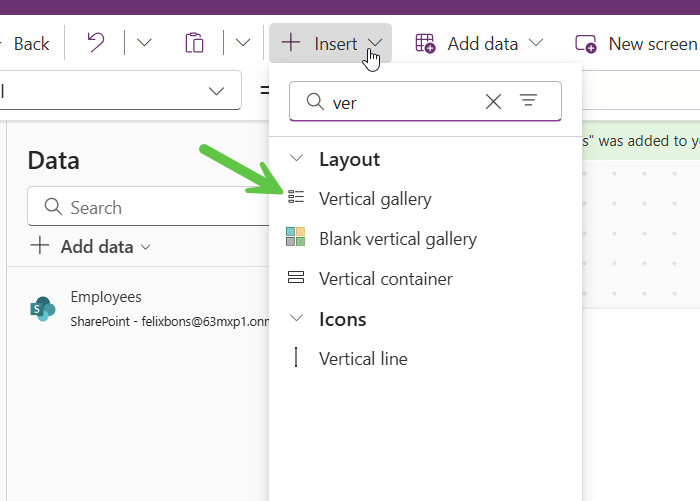 Back
Insert
Add data
New screen
l
=
ver
s" was added to y
Data
Search
Add data
Employees
SharePoint - felixbons@63mxp1.onm
Layout
Vertical gallery
Blank vertical gallery
Vertical container
Icons
Vertical line